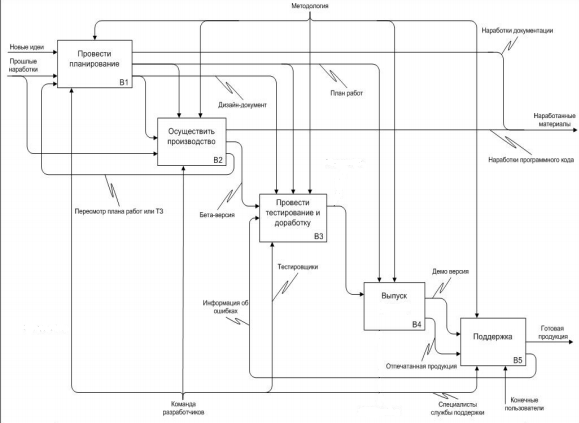 Методология
Наработки документации
Новые идеи
Прошлые
наработки
Провести
планирование
B1
Дизайн-документ
План работ
Наработанные
материалы
Осуществить
производство
B2
Наработки программного кода
Пересмотр плана работ или ТЗ
Бета-версия
Провести
тестирование и
доработку
B3
Тестировщики
Демо версия
Информация об
ошибках
Выпуск
B4
Поддержка
B5
Готовая
продукция
Отпечатанная продукция
Команда
разработчиков
Специалисты
службы поддержки
Конечные
пользователи